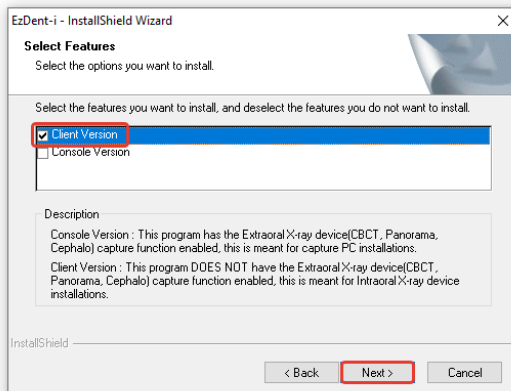 EzDent-i - InstallShield Wizard
Select Features
Select the options you want to install.
Select the features you want to install, and deselect the features you do not want to install.
Client Version
Console Version
Description
Console Version : This program has the Extraoral X-ray device(CBCT, Panorama,
Cephalo) capture function enabled, this is meant for capture PC installations.
Client Version : This program DOES NOT have the Extraoral X-ray device(CBCT,
Panorama, Cephalo) capture function enabled, this is meant for Intraoral X-ray device
installations.
InstallShield
< Back Next > Cancel